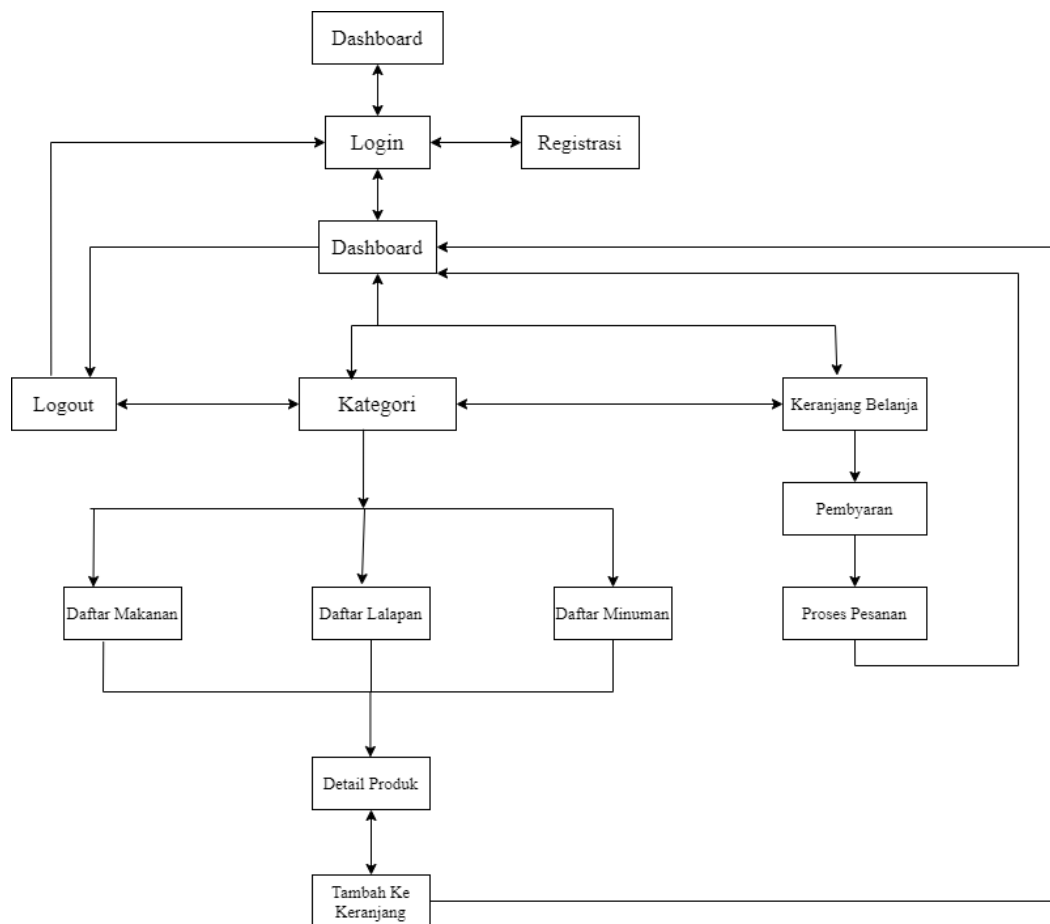 Dashboard
Login
Registrasi
Dashboard
Logout
Kategori
Keranjang Belanja
Pembyaran
Daftar Makanan
Daftar Lalapan
Daftar Minuman
Proses Pesanan
Detail Produk
Tambah Ke
Keranjang